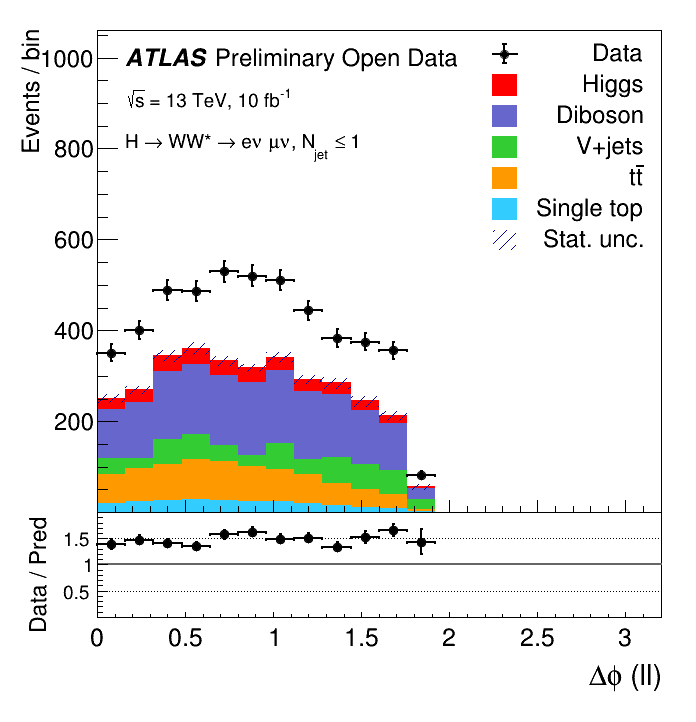 Events / bin
1000
800
600
400
200
ATLAS Preliminary Open Data
√s = 13 TeV, 10 fb⁻¹
H → WW* → eν μν, N_jet ≤ 1
Data
Higgs
Diboson
V+jets
tt̄
Single top
Stat. unc.
Data / Pred
1.5
1
0.5
0 0.5 1 1.5 2 2.5 3
Δϕ (ll)